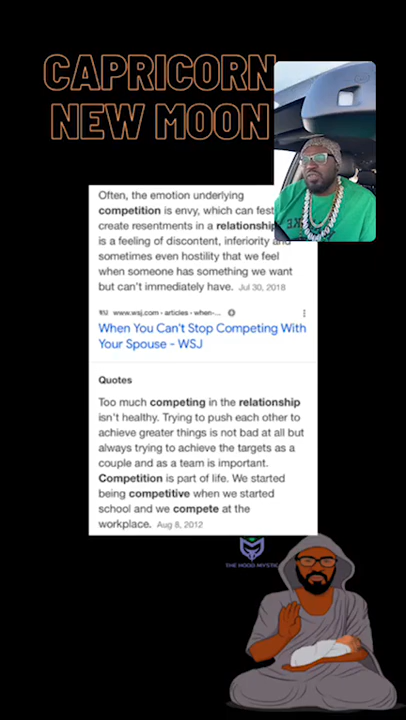 CAPRICORN
NEW MOON
Often, the emotion underlying
competition is envy, which can fest
create resentments in a relationship
is a feeling of discontent, inferiority and
sometimes even hostility that we feel
when someone has something we want
but can't immediately have. Jul 30, 2018
www.wsj.com › articles › when-...
When You Can't Stop Competing With
Your Spouse - WSJ
Quotes
Too much competing in the relationship
isn't healthy. Trying to push each other to
achieve greater things is not bad at all but
always trying to achieve the targets as a
couple and as a team is important.
Competition is part of life. We started
being competitive when we started
school and we compete at the
workplace. Aug 8, 2012
THE HOOD MYSTIC